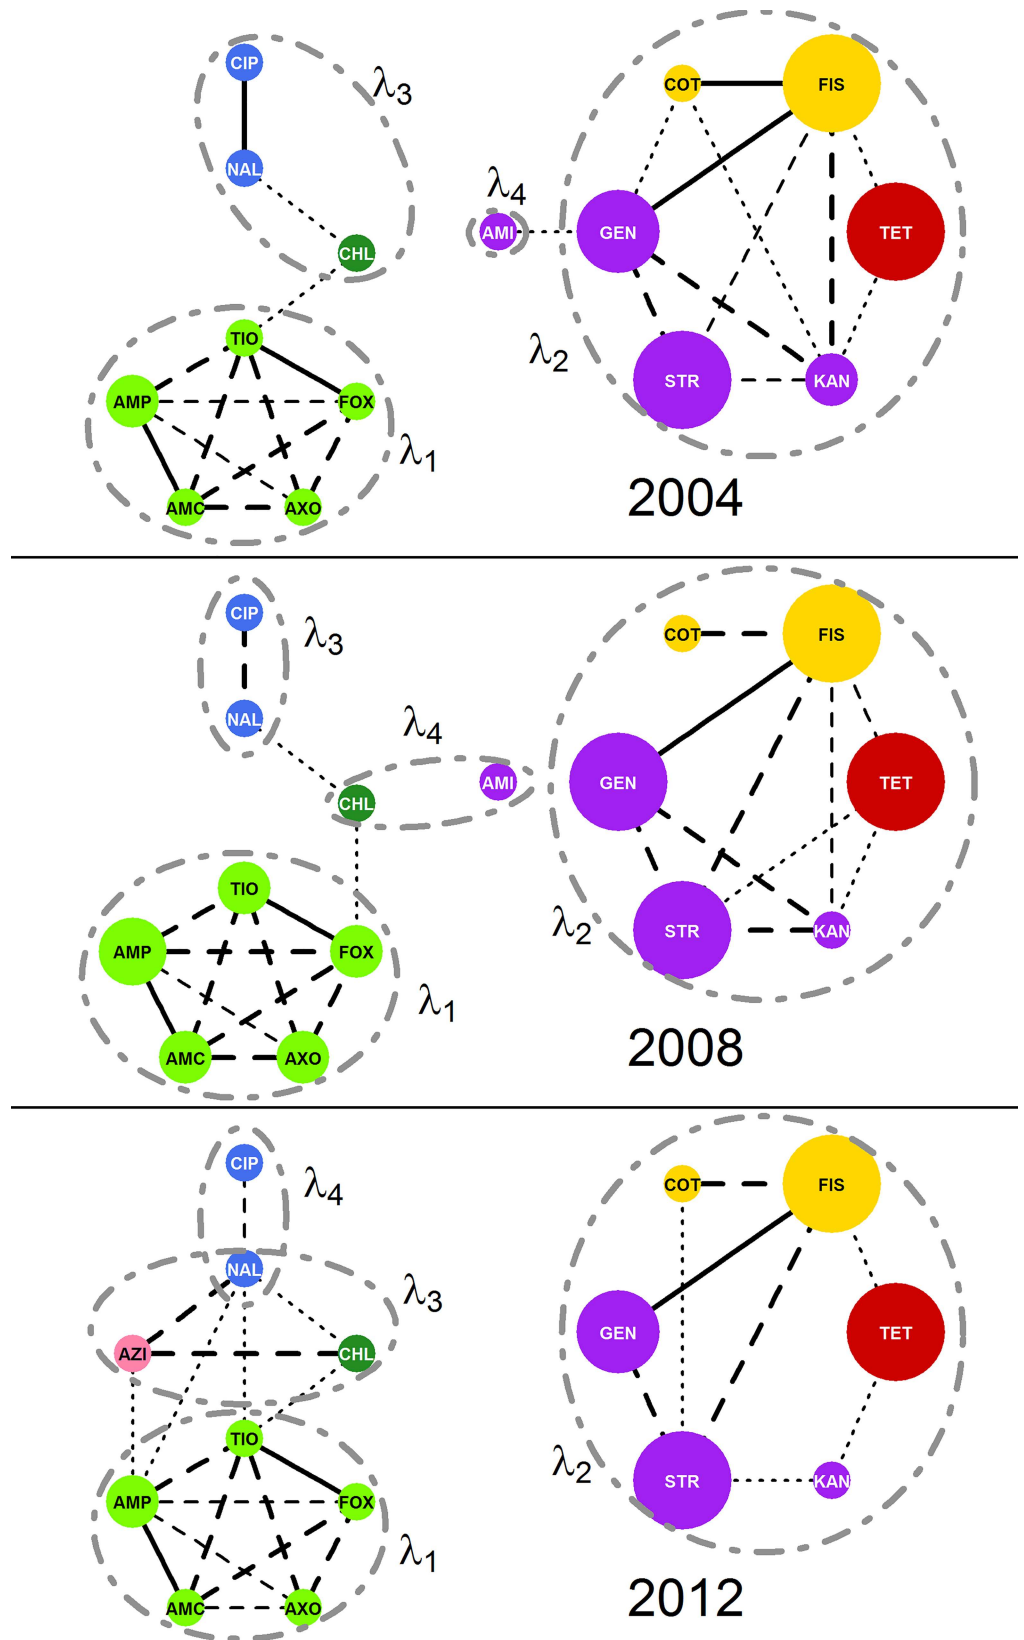 CIP
λ3
COT
FIS
NAL
λ4
AMI
GEN
TET
CHL
TIO
λ2
STR
KAN
AMP
FOX
λ1
AMC
AXO
2004
CIP
λ3
COT
FIS
NAL
λ4
CHL
AMI
GEN
TET
TIO
λ2
STR
KAN
AMP
FOX
λ1
AMC
AXO
2008
CIP
λ4
COT
FIS
NAL
λ3
AZI
CHL
GEN
TET
TIO
λ2
STR
KAN
AMP
FOX
λ1
AMC
AXO
2012